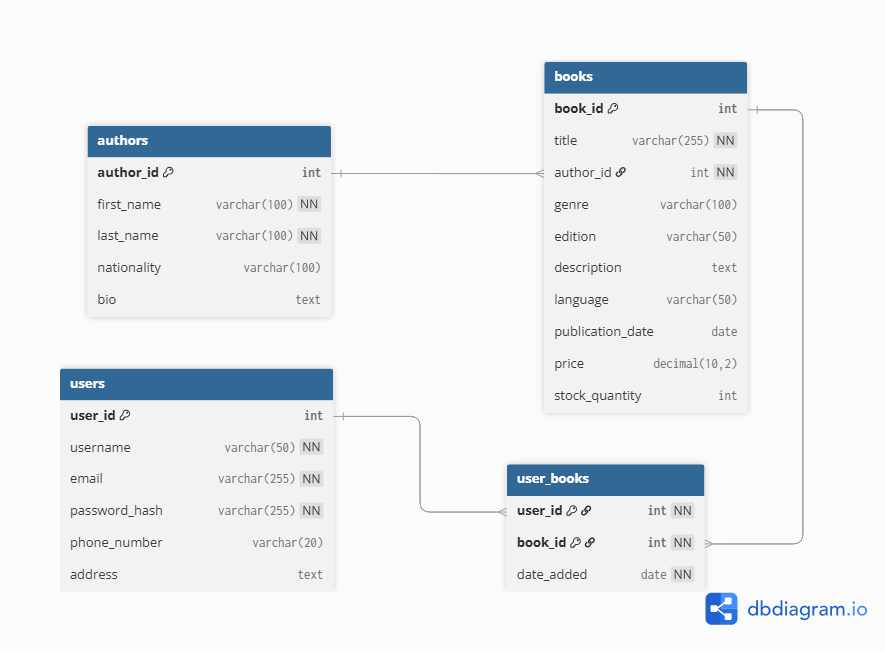 books
book_id int
title varchar(255) NN
author_id int NN
genre varchar(100)
edition varchar(50)
description text
language varchar(50)
publication_date date
price decimal(10,2)
stock_quantity int
authors
author_id int
first_name varchar(100) NN
last_name varchar(100) NN
nationality varchar(100)
bio text
users
user_id int
username varchar(50) NN
email varchar(255) NN
password_hash varchar(255) NN
phone_number varchar(20)
address text
user_books
user_id int NN
book_id int NN
date_added date NN
dbdiagram.io